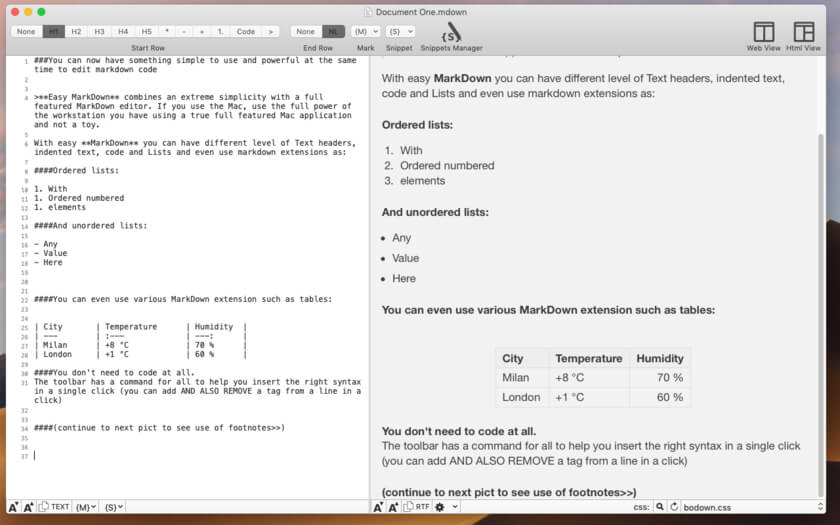 Document One.mdown
None H1 H2 H3 H4 H5 * - + 1. Code > None NL (M) (S) {S}
Start Row End Row Mark Snippet Snippets Manager Web View Html View
1 ###You can now have something simple to use and powerful at the same
time to edit markdown code
2
3
4 >**Easy MarkDown** combines an extreme simplicity with a full
featured MarkDown editor. If you use the Mac, use the full power of
the workstation you have using a true full featured Mac application
and not a toy.
5
6 With easy **MarkDown** you can have different level of Text headers,
indented text, code and Lists and even use markdown extensions as:
7
8 ####Ordered lists:
9
10 1. With
11 1. Ordered numbered
12 1. elements
13
14 ####And unordered lists:
15
16 - Any
17 - Value
18 - Here
19
20
21
22 ####You can even use various MarkDown extension such as tables:
23
24
25 | City | Temperature | Humidity |
26 | --- | :--- | ---: |
27 | Milan | +8 °C | 70 % |
28 | London | +1 °C | 60 % |
29
30 ####You don't need to code at all.
31 The toolbar has a command for all to help you insert the right syntax
in a single click (you can add AND ALSO REMOVE a tag from a line in a
click)
32
33
34 ####(continue to next pict to see use of footnotes>>)
35
36
37
A A TEXT {M} {S}
With easy MarkDown you can have different level of Text headers, indented text,
code and Lists and even use markdown extensions as:
Ordered lists:
1. With
2. Ordered numbered
3. elements
And unordered lists:
• Any
• Value
• Here
You can even use various MarkDown extension such as tables:
City Temperature Humidity
Milan +8 °C 70 %
London +1 °C 60 %
You don't need to code at all.
The toolbar has a command for all to help you insert the right syntax in a single click
(you can add AND ALSO REMOVE a tag from a line in a click)
(continue to next pict to see use of footnotes>>)
A A RTF css: bodown.css